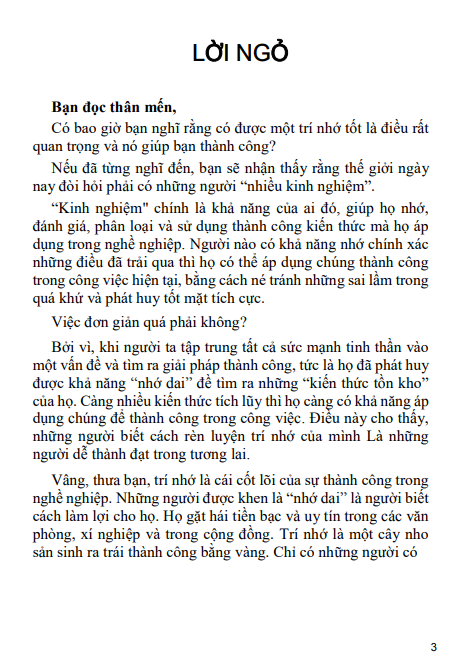 LỜI NGỎ
Bạn đọc thân mến,
Có bao giờ bạn nghĩ rằng có được một trí nhớ tốt là điều rất
quan trọng và nó giúp bạn thành công?
Nếu đã từng nghĩ đến, bạn sẽ nhận thấy rằng thế giới ngày
nay đòi hỏi phải có những người “nhiều kinh nghiệm”.
“Kinh nghiệm" chính là khả năng của ai đó, giúp họ nhớ,
đánh giá, phân loại và sử dụng thành công kiến thức mà họ áp
dụng trong nghề nghiệp. Người nào có khả năng nhớ chính xác
những điều đã trải qua thì họ có thể áp dụng chúng thành công
trong công việc hiện tại, bằng cách né tránh những sai lầm trong
quá khứ và phát huy tốt mặt tích cực.
Việc đơn giản quá phải không?
Bởi vì, khi người ta tập trung tất cả sức mạnh tinh thần vào
một vấn đề và tìm ra giải pháp thành công, tức là họ đã phát huy
được khả năng “nhớ dai” để tìm ra những “kiến thức tồn kho”
của họ. Càng nhiều kiến thức tích lũy thì họ càng có khả năng áp
dụng chúng để thành công trong công việc. Điều này cho thấy,
những người biết cách rèn luyện trí nhớ của mình Là những
người dễ thành đạt trong tương lai.
Vâng, thưa bạn, trí nhớ là cái cốt lõi của sự thành công trong
nghề nghiệp. Những người được khen là “nhớ dai” là người biết
cách làm lợi cho họ. Họ gặt hái tiền bạc và uy tín trong các văn
phòng, xí nghiệp và trong cộng đồng. Trí nhớ là một cây nho
sản sinh ra trái thành công bằng vàng. Chỉ có những người có
3